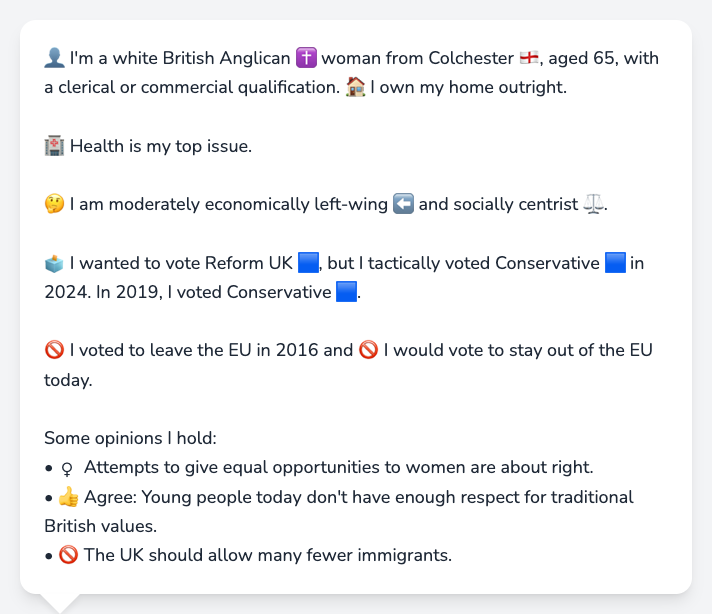 👤 I'm a white British Anglican ✝️ woman from Colchester 🏴󠁧󠁢󠁥󠁮󠁧󠁿, aged 65, with
a clerical or commercial qualification. 🏠 I own my home outright.
🏥 Health is my top issue.
🤔 I am moderately economically left-wing ⬅️ and socially centrist ⚖️.
🗳️ I wanted to vote Reform UK 🟦, but I tactically voted Conservative 🟦 in
2024. In 2019, I voted Conservative 🟦.
🚫 I voted to leave the EU in 2016 and 🚫 I would vote to stay out of the EU
today.
Some opinions I hold:
• ♀ Attempts to give equal opportunities to women are about right.
• 👍 Agree: Young people today don't have enough respect for traditional
British values.
• 🚫 The UK should allow many fewer immigrants.